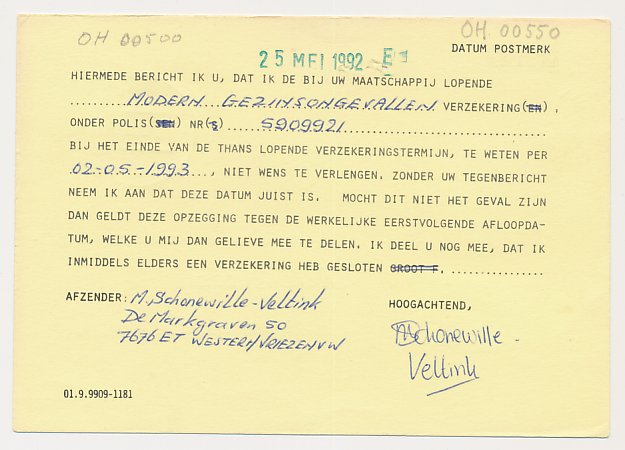 OH 00500
OH 00550
25 MEI 1992 E
DATUM POSTMERK
HIERMEDE BERICHT IK U, DAT IK DE BIJ UW MAATSCHAPPIJ LOPENDE
MODERN GEZINSONGEVALLEN VERZEKERING(EN),
ONDER POLIS(SEN) NR(S) 5909921
BIJ HET EINDE VAN DE THANS LOPENDE VERZEKERINGSTERMIJN, TE WETEN PER
02-05-1993, NIET WENS TE VERLENGEN. ZONDER UW TEGENBERICHT
NEEM IK AAN DAT DEZE DATUM JUIST IS. MOCHT DIT NIET HET GEVAL ZIJN
DAN GELDT DEZE OPZEGGING TEGEN DE WERKELIJKE EERSTVOLGENDE AFLOOPDA-
TUM, WELKE U MIJ DAN GELIEVE MEE TE DELEN. IK DEEL U NOG MEE, DAT IK
INMIDDELS ELDERS EEN VERZEKERING HEB GESLOTEN GROOT F.
AFZENDER: M. Schonewille-Veltink
De Markgraven 50
7676 ET WESTERHVRIEZENVW
HOOGACHTEND,
MSchonewille-
Veltink
01.9.9909-1181